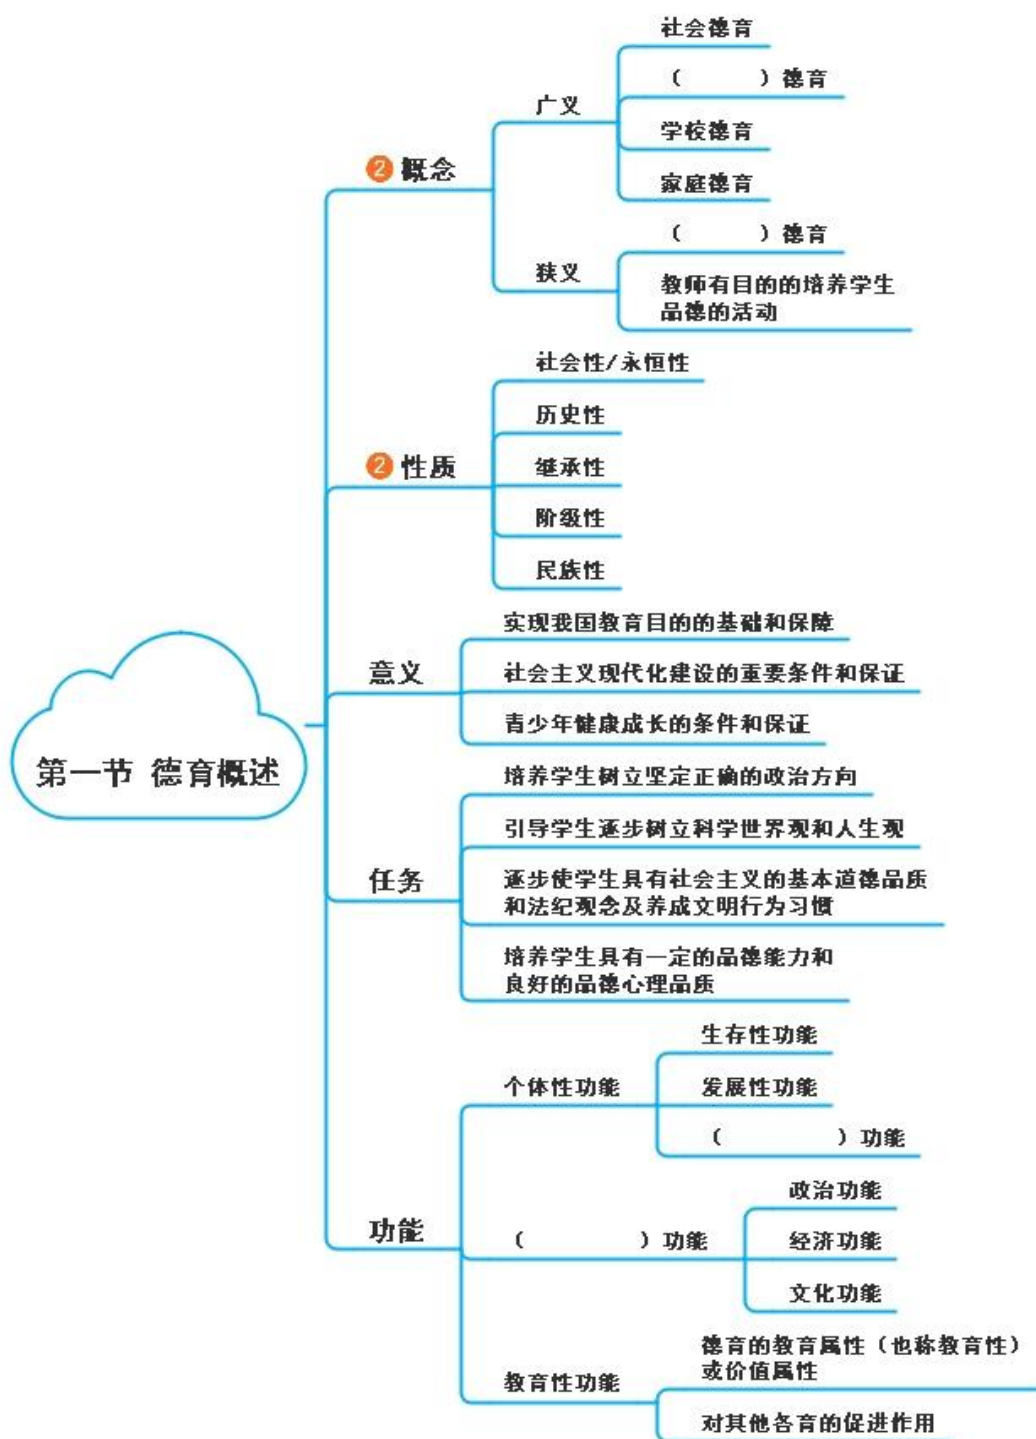 第一节 德育概述
2 概念
广义
社会德育
（ ）德育
学校德育
家庭德育
狭义
（ ）德育
教师有目的的培养学生
品德的活动
2 性质
社会性/永恒性
历史性
继承性
阶级性
民族性
意义
实现我国教育目的的基础和保障
社会主义现代化建设的重要条件和保证
青少年健康成长的条件和保证
任务
培养学生树立坚定正确的政治方向
引导学生逐步树立科学世界观和人生观
逐步使学生具有社会主义的基本道德品质
和法纪观念及养成文明行为习惯
培养学生具有一定的品德能力和
良好的品德心理品质
功能
个体性功能
生存性功能
发展性功能
（ ）功能
（ ）功能
政治功能
经济功能
文化功能
教育性功能
德育的教育属性（也称教育性）
或价值属性
对其他各育的促进作用